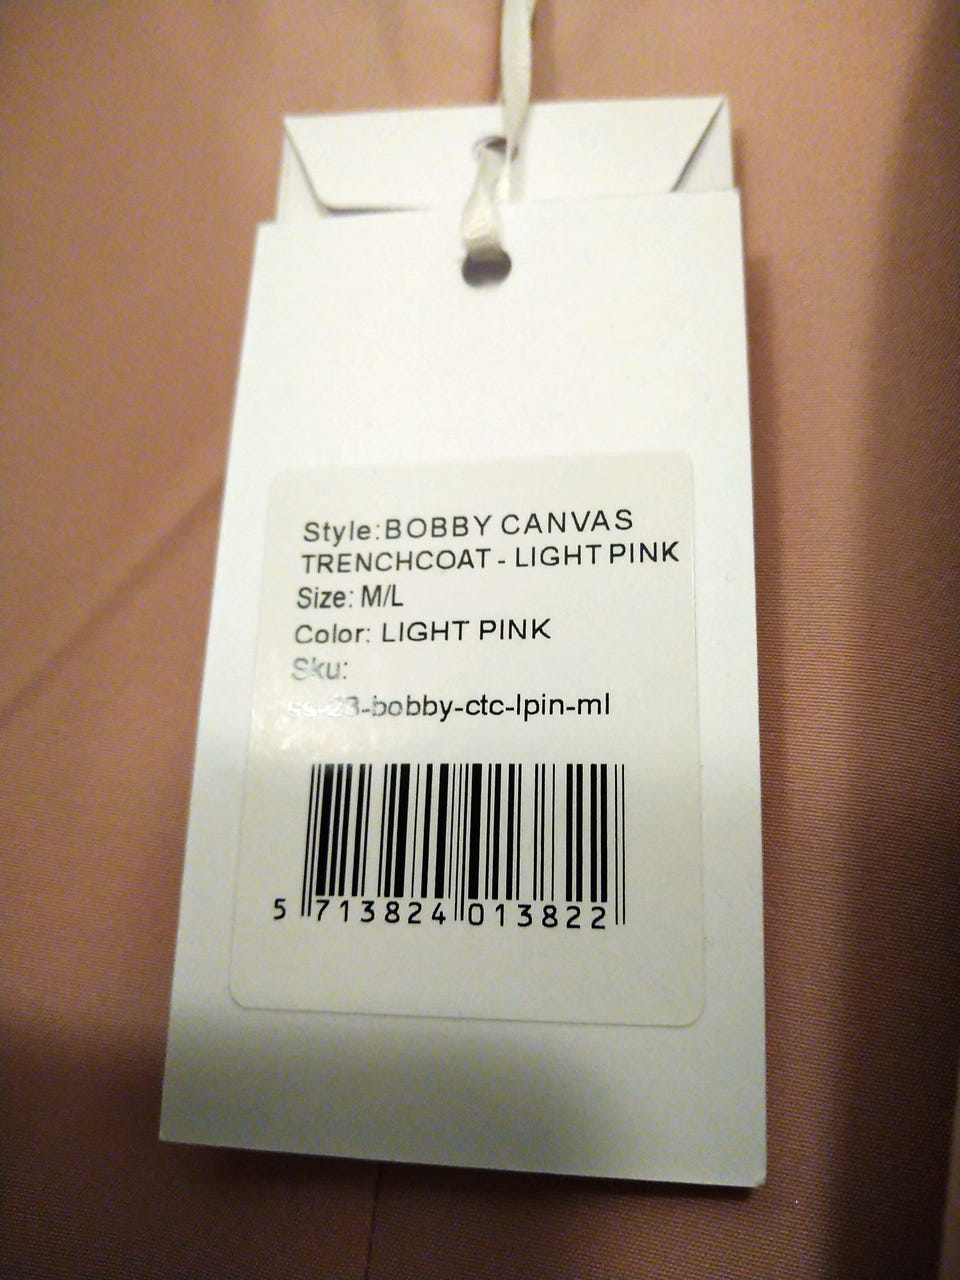 Style:BOBBY CANVAS
TRENCHCOAT - LIGHT PINK
Size: M/L
Color: LIGHT PINK
Sku:
ss-23-bobby-ctc-lpin-ml
5 713824 013822